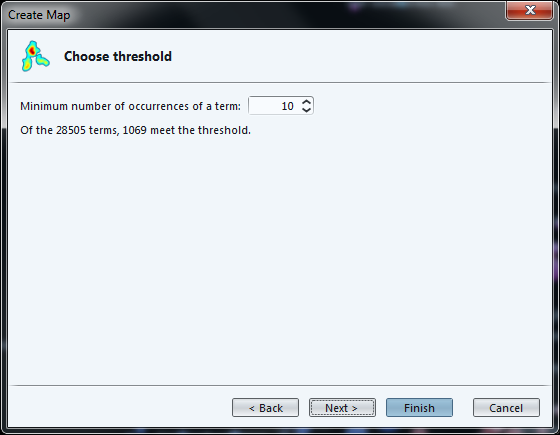 Create Map
Choose threshold
Minimum number of occurrences of a term: 10
Of the 28505 terms, 1069 meet the threshold.
< Back Next > Finish Cancel